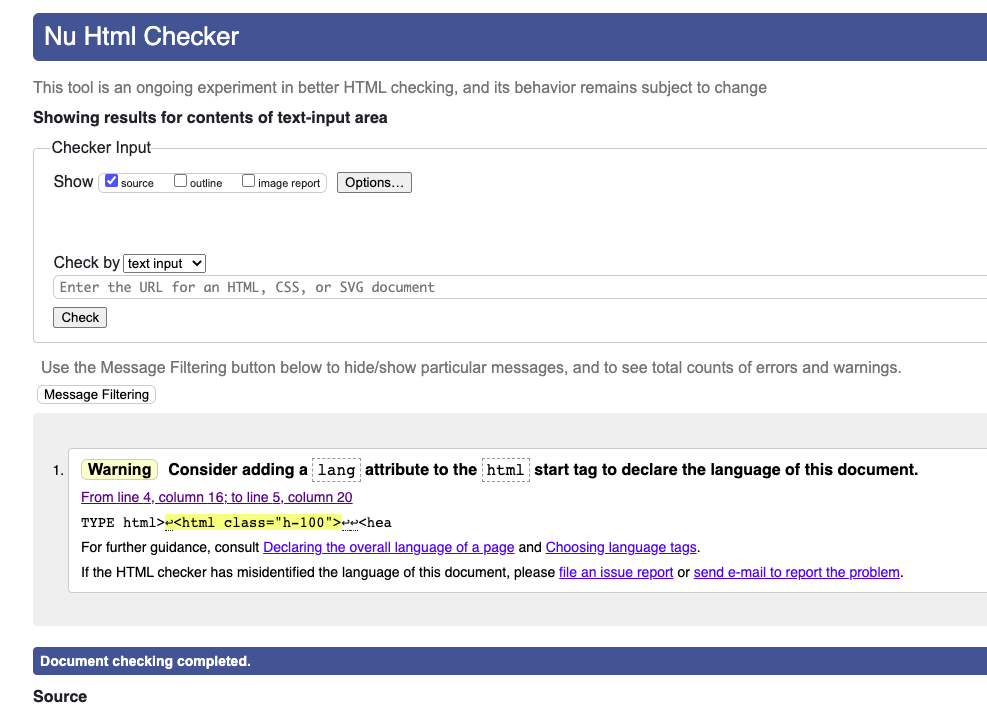 Nu Html Checker
This tool is an ongoing experiment in better HTML checking, and its behavior remains subject to change
Showing results for contents of text-input area
Checker Input
Show source outline image report Options…
Check by text input
Enter the URL for an HTML, CSS, or SVG document
Check
Use the Message Filtering button below to hide/show particular messages, and to see total counts of errors and warnings.
Message Filtering
1. Warning Consider adding a lang attribute to the html start tag to declare the language of this document.
From line 4, column 16; to line 5, column 20
TYPE html>↩<html class="h-100">↩↩<hea
For further guidance, consult Declaring the overall language of a page and Choosing language tags.
If the HTML checker has misidentified the language of this document, please file an issue report or send e-mail to report the problem.
Document checking completed.
Source